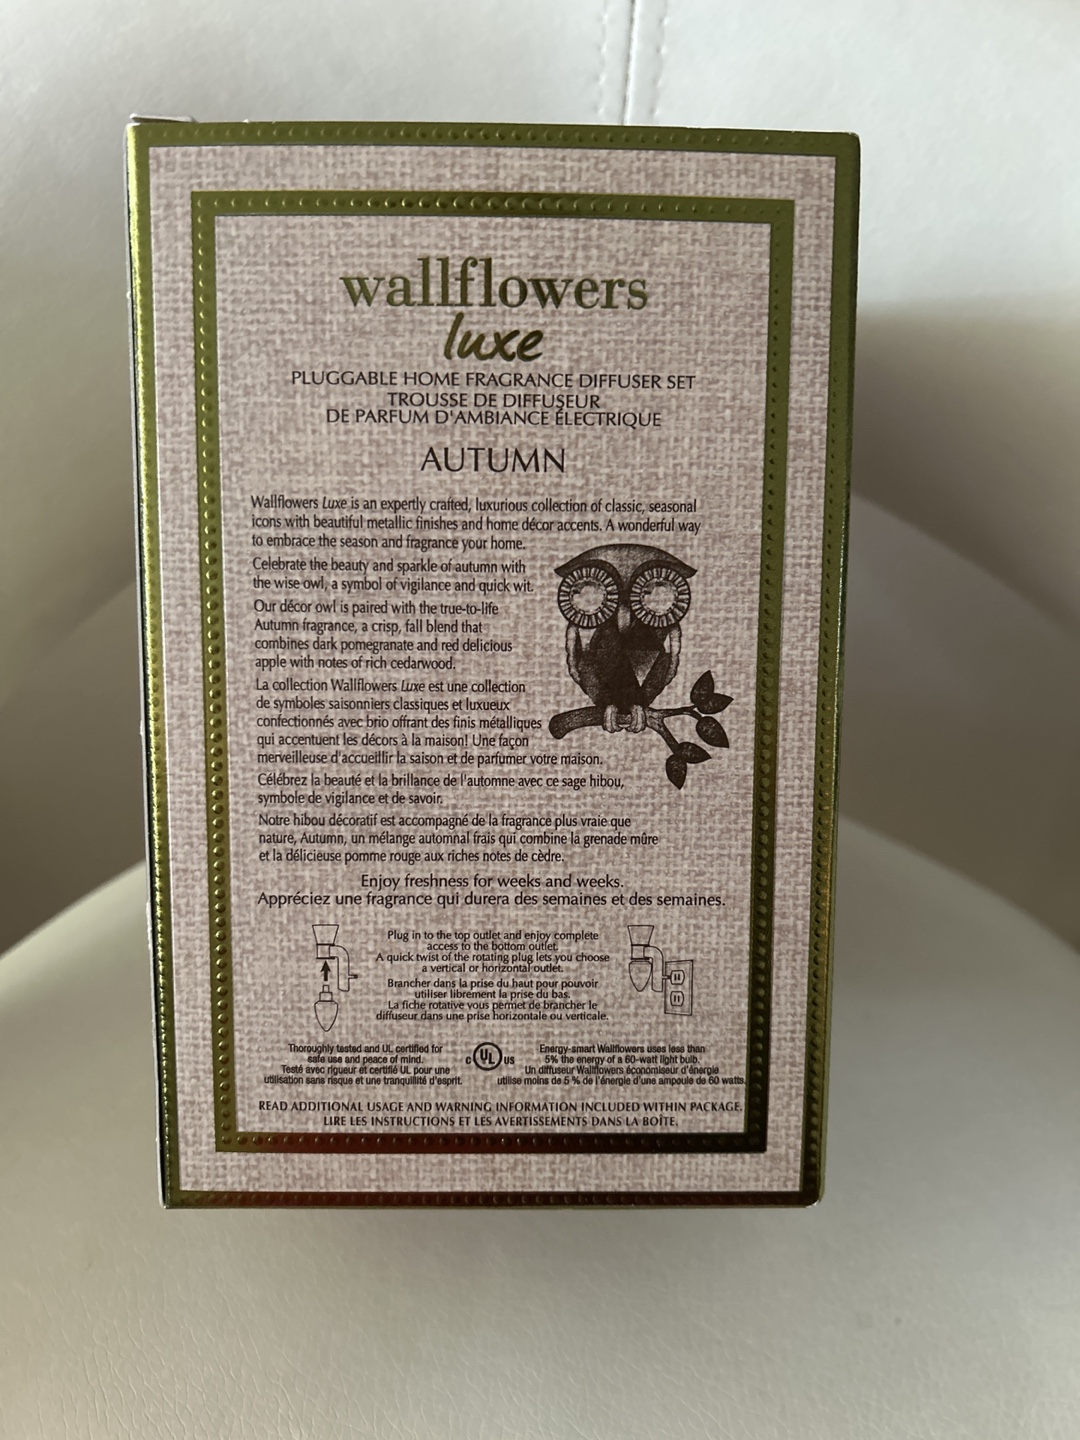 wallflowers
luxe
PLUGGABLE HOME FRAGRANCE DIFFUSER SET
TROUSSE DE DIFFUSEUR
DE PARFUM D'AMBIANCE ÉLECTRIQUE
AUTUMN
Wallflowers Luxe is an expertly crafted, luxurious collection of classic, seasonal
icons with beautiful metallic finishes and home décor accents. A wonderful way
to embrace the season and fragrance your home.
Celebrate the beauty and sparkle of autumn with
the wise owl, a symbol of vigilance and quick wit.
Our décor owl is paired with the true-to-life
Autumn fragrance, a crisp, fall blend that
combines dark pomegranate and red delicious
apple with notes of rich cedarwood.
La collection Wallflowers Luxe est une collection
de symboles saisonniers classiques et luxueux
confectionnés avec brio offrant des finis métalliques
qui accentuent les décors à la maison! Une façon
merveilleuse d'accueillir la saison et de parfumer votre maison.
Célébrez la beauté et la brillance de l'automne avec ce sage hibou,
symbole de vigilance et de savoir.
Notre hibou décoratif est accompagné de la fragrance plus vraie que
nature, Autumn, un mélange automnal frais qui combine la grenade mûre
et la délicieuse pomme rouge aux riches notes de cèdre.
Enjoy freshness for weeks and weeks.
Appréciez une fragrance qui durera des semaines et des semaines.
Plug in to the top outlet and enjoy complete
access to the bottom outlet.
A quick twist of the rotating plug lets you choose
a vertical or horizontal outlet.
Brancher dans la prise du haut pour pouvoir
utiliser librement la prise du bas.
La fiche rotative vous permet de brancher le
diffuseur dans une prise horizontale ou verticale.
Thoroughly tested and UL certified for
safe use and peace of mind.
Testé avec rigueur et certifié UL pour une
utilisation sans risque et une tranquillité d'esprit.
C UL US
Energy-smart Wallflowers uses less than
5% the energy of a 60-watt light bulb.
Un diffuseur Wallflowers économiseur d'énergie
utilise moins de 5 % de l'énergie d'une ampoule de 60 watts.
READ ADDITIONAL USAGE AND WARNING INFORMATION INCLUDED WITHIN PACKAGE.
LIRE LES INSTRUCTIONS ET LES AVERTISSEMENTS DANS LA BOÎTE.